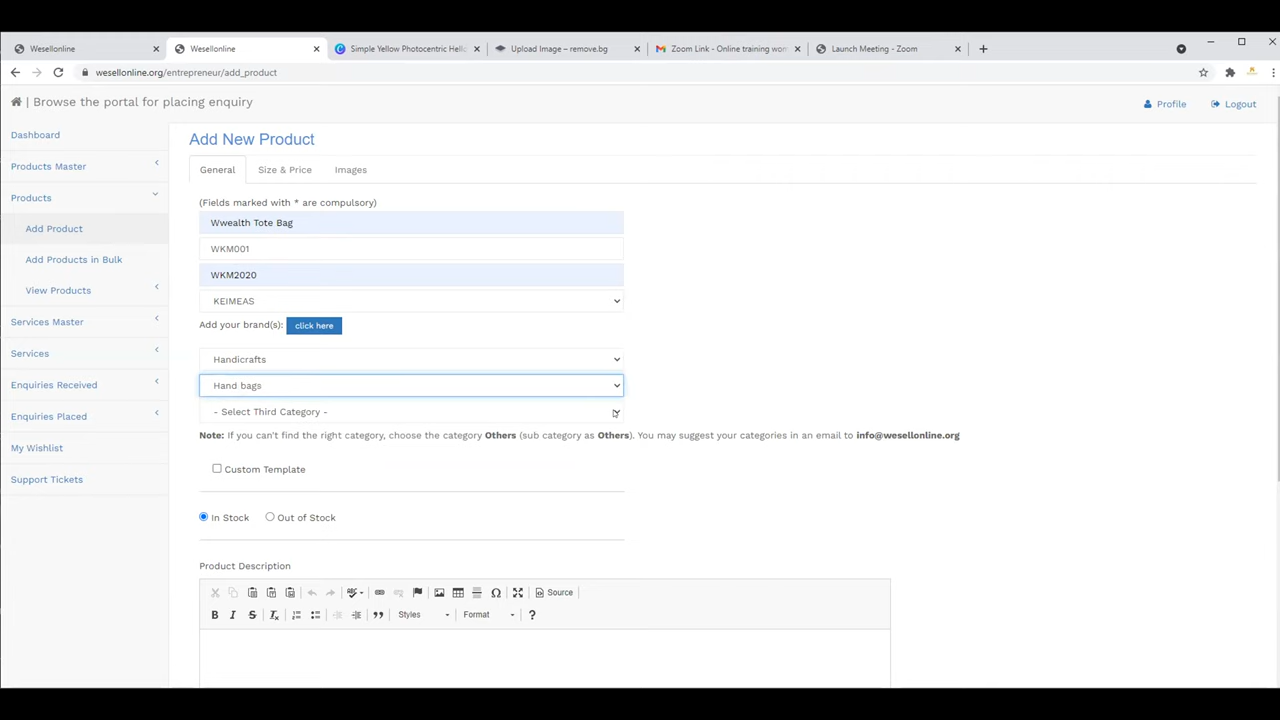 Wesellonline
Wesellonline
Simple Yellow Photocentric Hello
Upload Image – remove.bg
Zoom Link - Online training wom
Launch Meeting - Zoom
wesellonline.org/entrepreneur/add_product
| Browse the portal for placing enquiry
Profile
Logout
Dashboard
Products Master
Products
Add Product
Add Products in Bulk
View Products
Services Master
Services
Enquiries Received
Enquiries Placed
My Wishlist
Support Tickets
Add New Product
General
Size & Price
Images
(Fields marked with * are compulsory)
Wwealth Tote Bag
WKM001
WKM2020
KEIMEAS
Add your brand(s): click here
Handicrafts
Hand bags
- Select Third Category -
Note: If you can't find the right category, choose the category Others (sub category as Others). You may suggest your categories in an email to info@wesellonline.org
Custom Template
In Stock Out of Stock
Product Description
Source
B I S Tx Styles Format ?